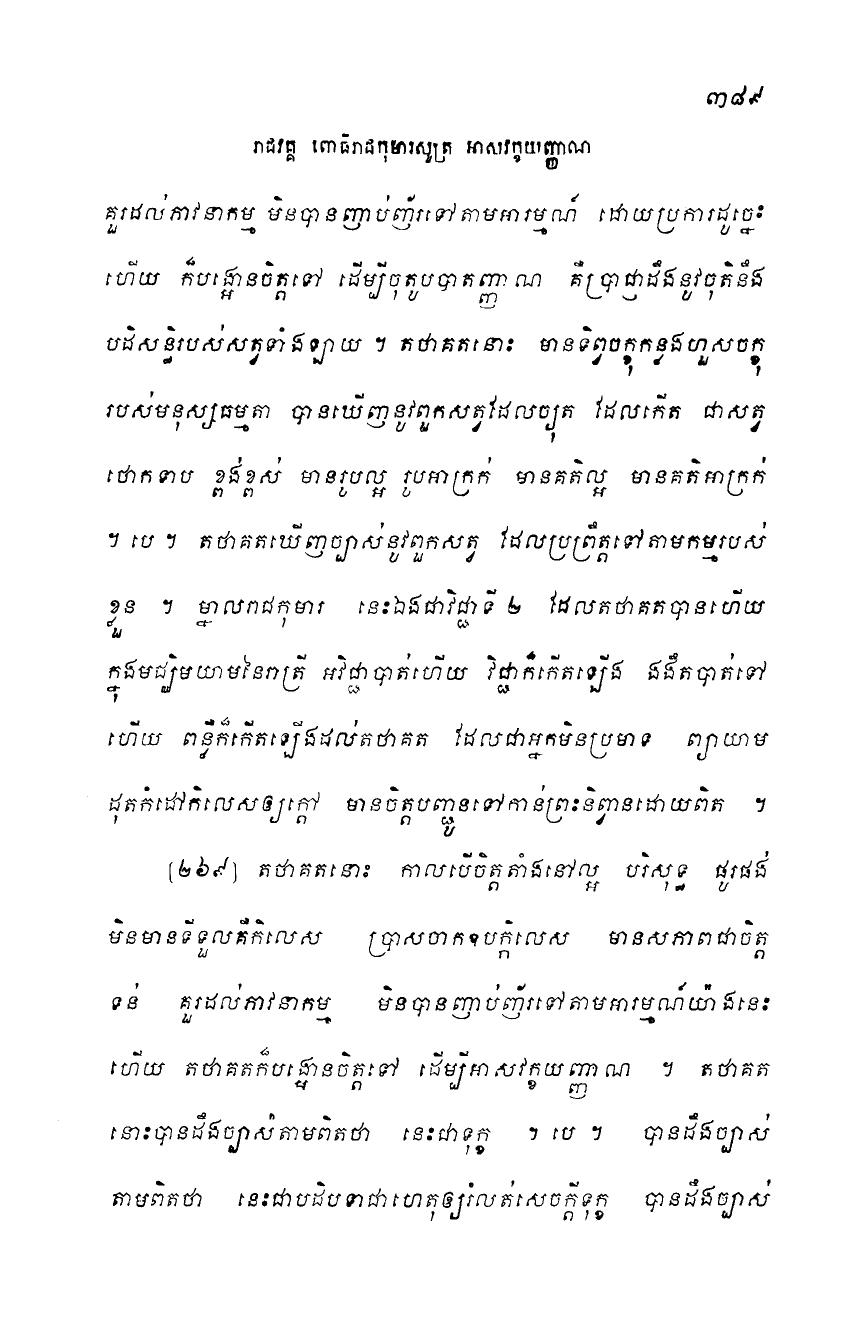 ៣៨៩
រាជវគ្គ ពោធិរាជកុមារសូត្រ អាសវក្ខយញ្ញាណ
គួរដល់ភាវនាកម្ម មិនបានញាប់ញ័រទៅតាមអារម្មណ៍ ដោយប្រការដូច្នេះ
ហើយ ក៏បង្អោនចិត្តទៅ ដើម្បីចុតូបបាតញ្ញាណ គឺប្រាជ្ញាដឹងនូវចុតិនឹង
បដិសន្ធិរបស់សត្វទាំងឡាយ ។ តថាគតនោះ មានទិព្វចក្ខុកន្លងហួសចក្ខុ
របស់មនុស្សធម្មតា បានឃើញនូវពួកសត្វដែលច្យុត ដែលកើត ជាសត្វ
ថោកទាប ខ្ពង់ខ្ពស់ មានរូបល្អ រូបអាក្រក់ មានគតិល្អ មានគតិអាក្រក់
។ បេ ។ តថាគតឃើញច្បាស់នូវពួកសត្វ ដែលប្រព្រឹត្តទៅតាមកម្មរបស់
ខ្លួន ។ ម្នាលរាជកុមារ នេះឯងជាវិជ្ជាទី ២ ដែលតថាគតបានហើយ
ក្នុងមជ្ឈិមយាមនៃរាត្រី អវិជ្ជាបាត់ហើយ វិជ្ជាក៏កើតឡើង ងងឹតបាត់ទៅ
ហើយ ពន្លឺក៏កើតឡើងដល់តថាគត ដែលជាអ្នកមិនប្រមាទ ព្យាយាម
ដុតកំដៅកិលេសឲ្យក្តៅ មានចិត្តបញ្ជូនទៅកាន់ព្រះនិព្វានដោយពិត ។
[២៦៩] តថាគតនោះ កាលបើចិត្តតាំងនៅល្អ បរិសុទ្ធ ផូរផង់
មិនមានទីទួលគឺកិលេស ប្រាសចាកឧបក្កិលេស មានសភាពជាចិត្ត
ទន់ គួរដល់ភាវនាកម្ម មិនបានញាប់ញ័រទៅតាមអារម្មណ៍យ៉ាងនេះ
ហើយ តថាគតក៏បង្អោនចិត្តទៅ ដើម្បីអាសវក្ខយញ្ញាណ ។ តថាគត
នោះបានដឹងច្បាស់តាមពិតថា នេះជាទុក្ខ ។ បេ ។ បានដឹងច្បាស់
តាមពិតថា នេះជាបដិបទាជាហេតុឲ្យរំលត់សេចក្តីទុក្ខ បានដឹងច្បាស់